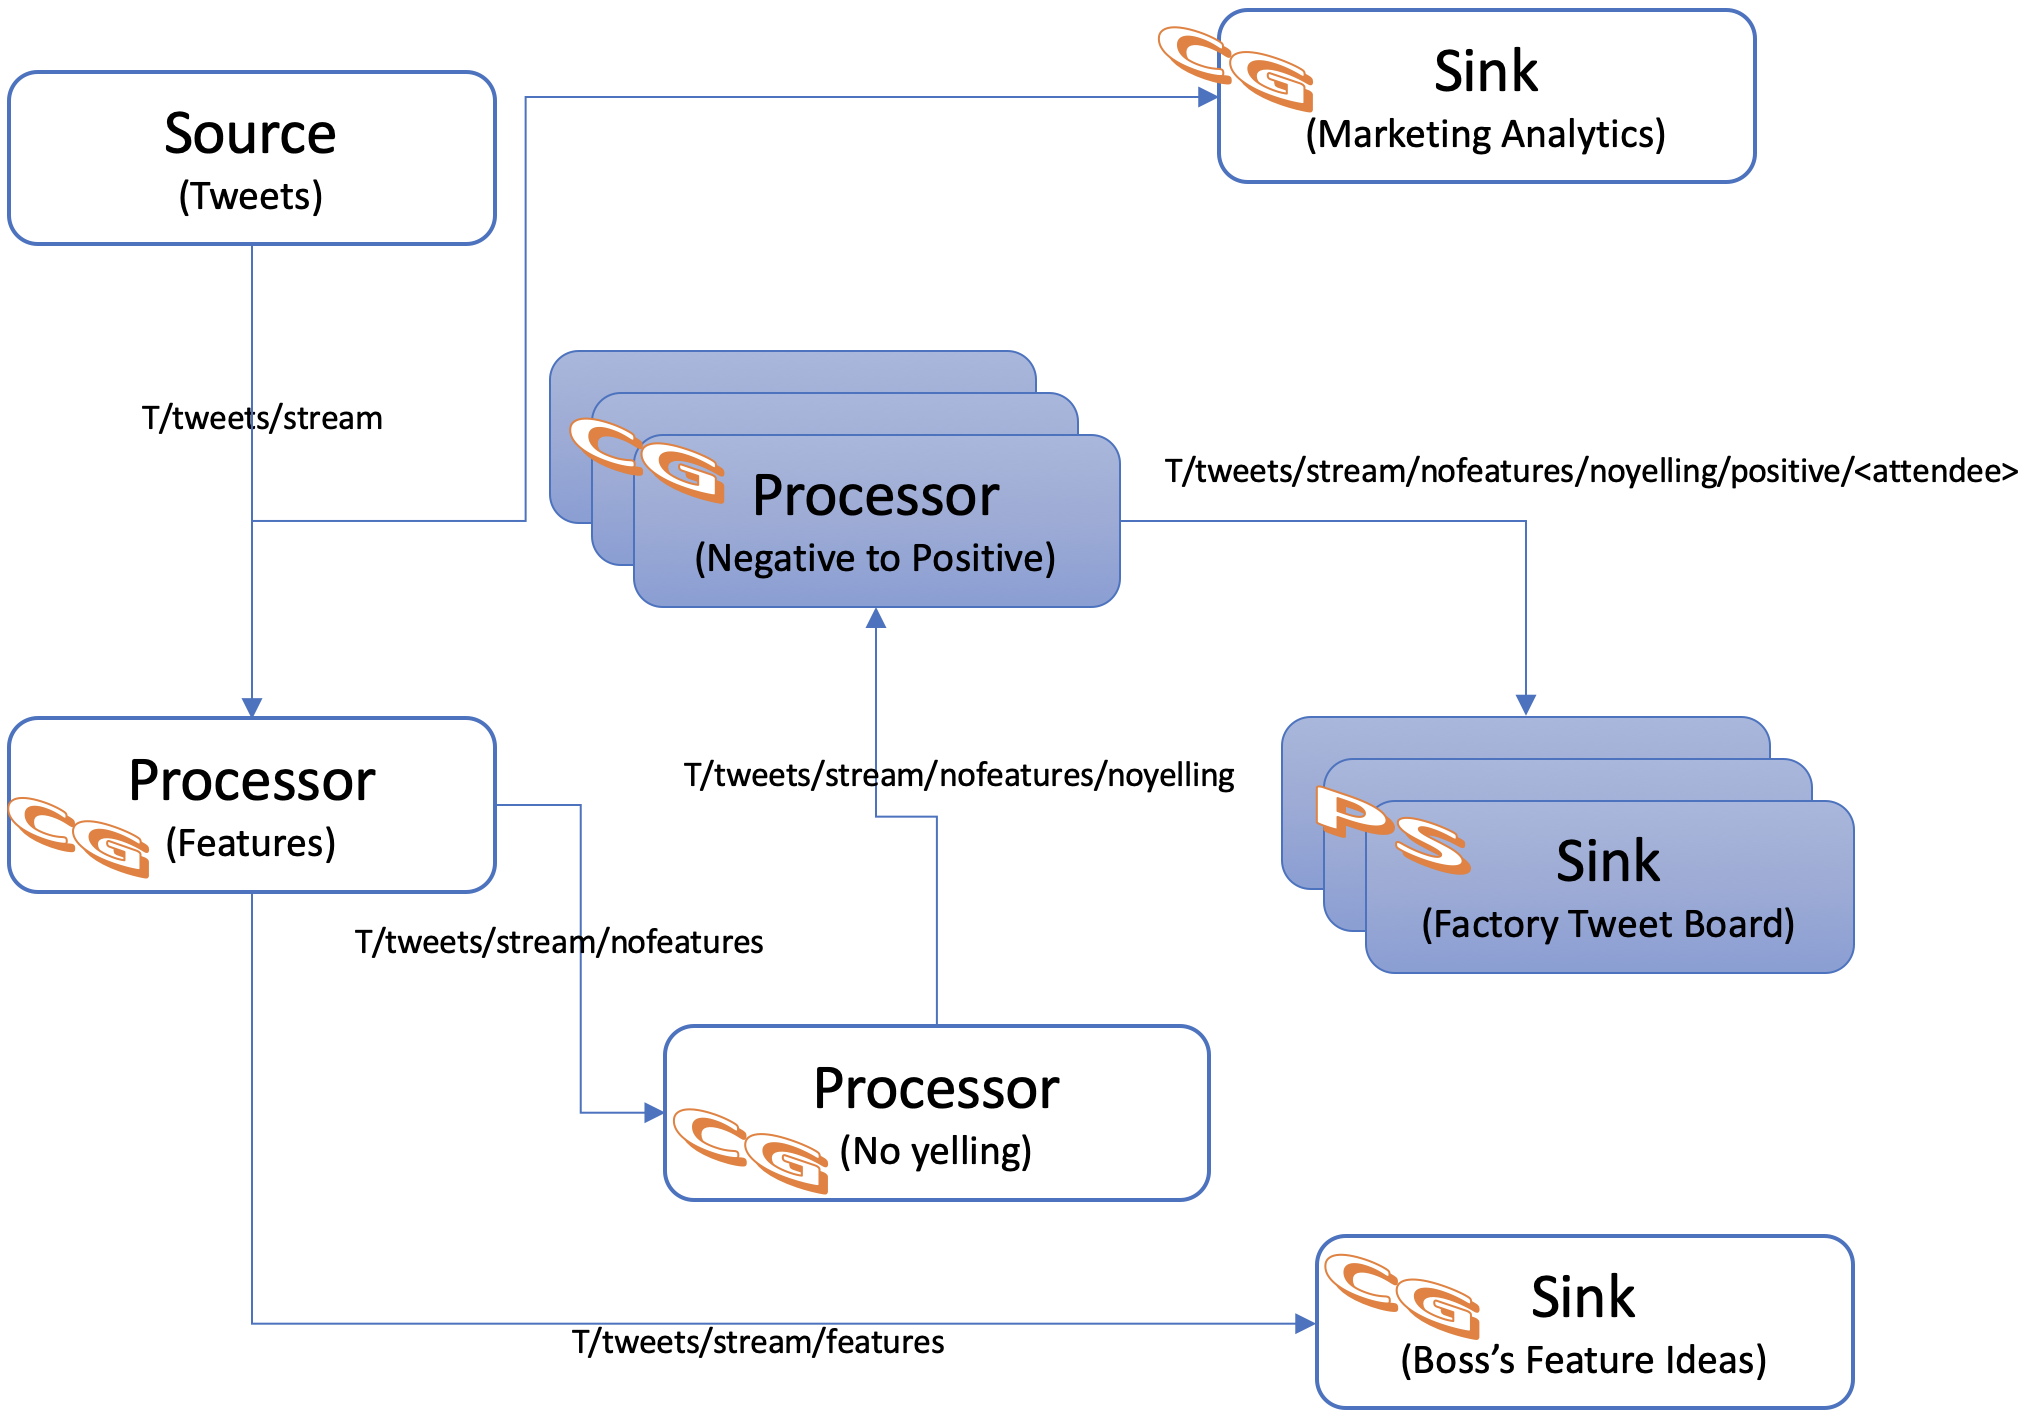 CG
Sink
(Marketing Analytics)
Source
(Tweets)
T/tweets/stream
CG
Processor
(Negative to Positive)
T/tweets/stream/nofeatures/noyelling/positive/<attendee>
Processor
(Features)
CG
T/tweets/stream/nofeatures/noyelling
PS
Sink
(Factory Tweet Board)
T/tweets/stream/nofeatures
Processor
(No yelling)
CG
CG
Sink
(Boss’s Feature Ideas)
T/tweets/stream/features